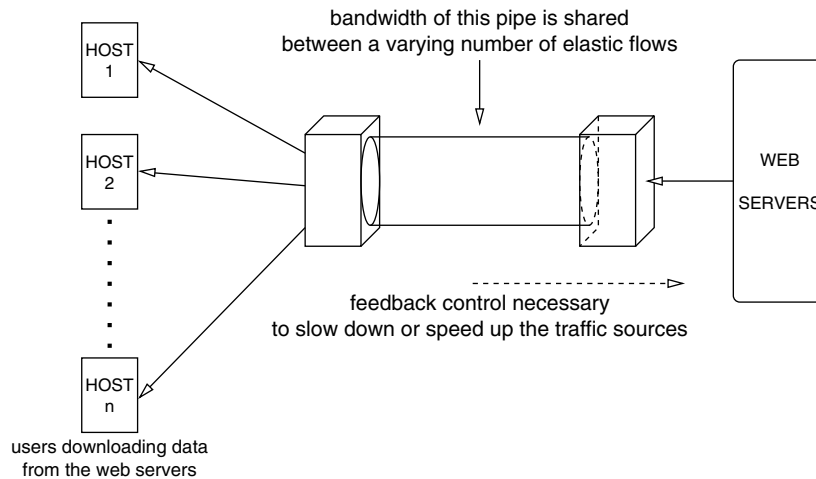 bandwidth of this pipe is shared
between a varying number of elastic flows
HOST
1
HOST
2
WEB
SERVERS
feedback control necessary
to slow down or speed up the traffic sources
HOST
n
users downloading data
from the web servers